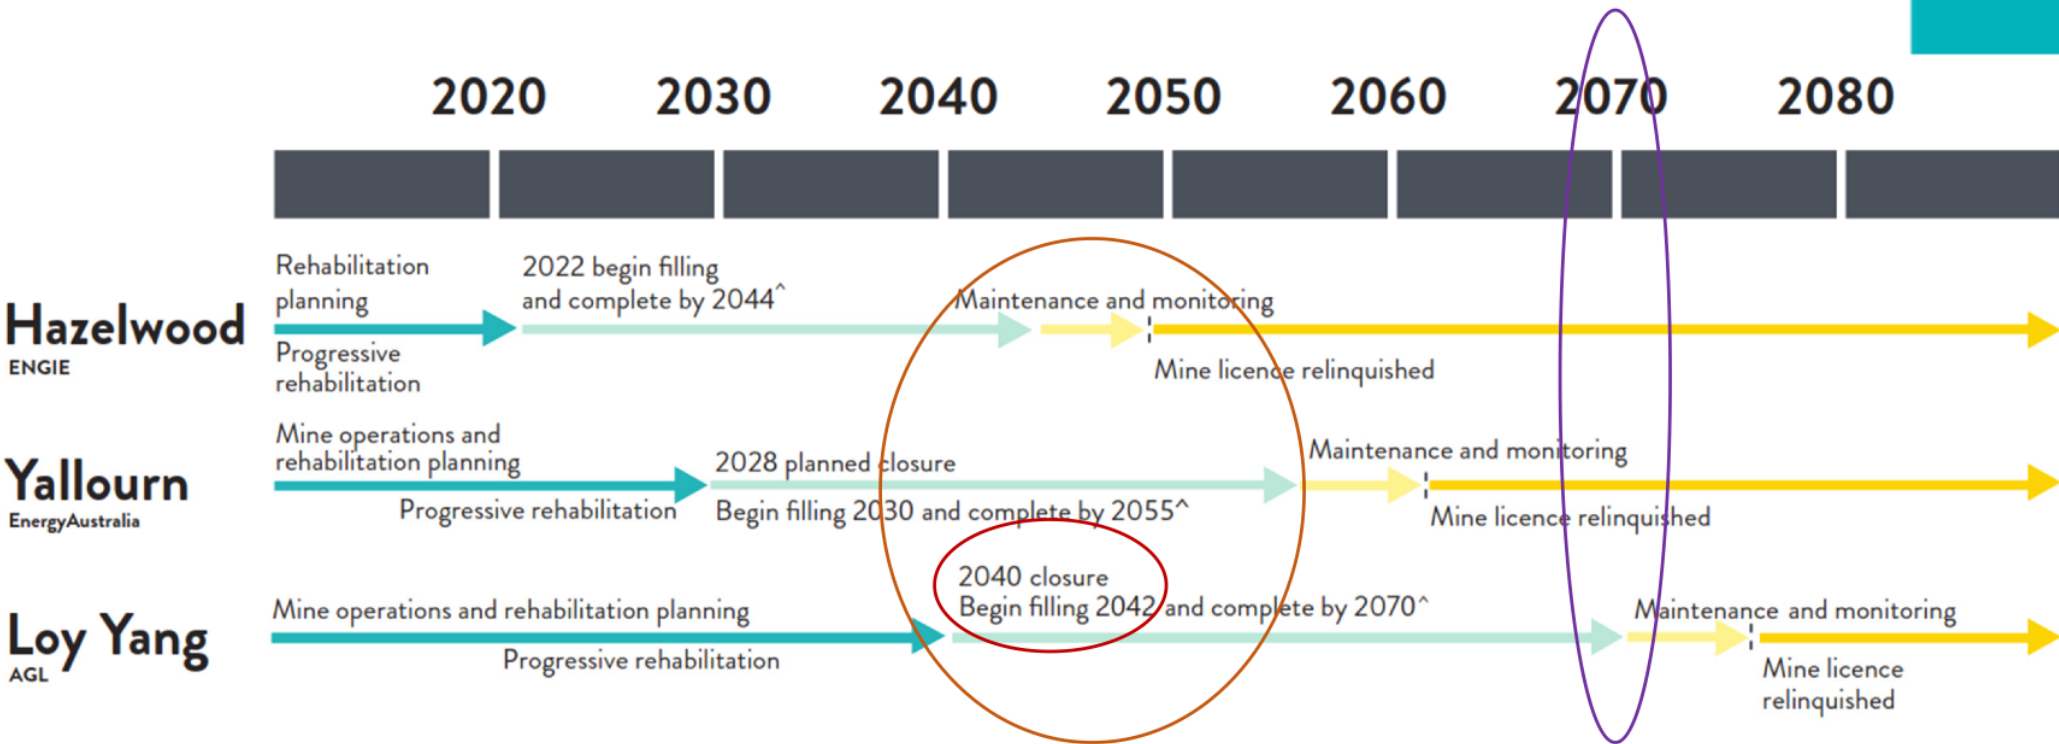 2020 2030 2040 2050 2060 2070 2080
Rehabilitation
planning
2022 begin filling
and complete by 2044^
Maintenance and monitoring
Hazelwood
ENGIE
Progressive
rehabilitation
Mine licence relinquished
Mine operations and
rehabilitation planning
2028 planned closure
Maintenance and monitoring
Yallourn
EnergyAustralia
Progressive rehabilitation
Begin filling 2030 and complete by 2055^
Mine licence relinquished
2040 closure
Begin filling 2042 and complete by 2070^
Mine operations and rehabilitation planning
Maintenance and monitoring
Loy Yang
AGL
Progressive rehabilitation
Mine licence
relinquished